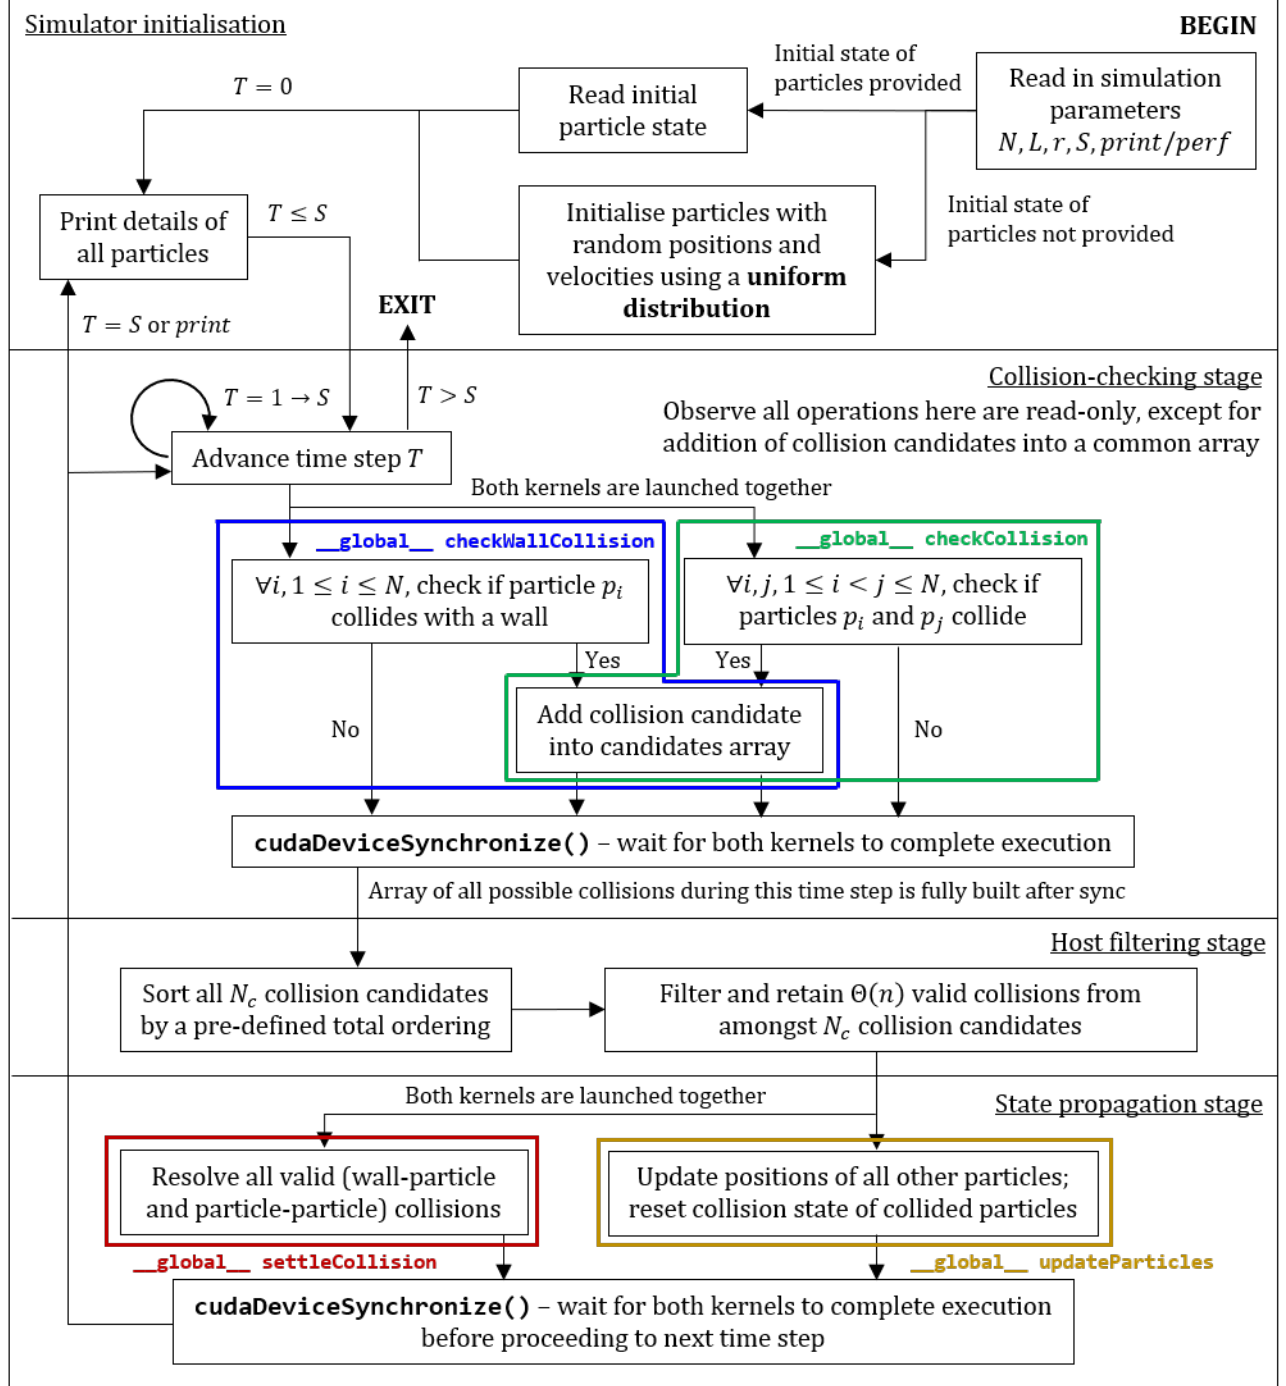 Simulator initialisation
BEGIN
Initial state of
particles provided
Read in simulation
parameters
N, L, r, S, print/perf
Read initial
particle state
T = 0
Initial state of
particles not provided
Initialise particles with
random positions and
velocities using a uniform
distribution
Print details of
all particles
T ≤ S
EXIT
T = S or print
Collision-checking stage
Observe all operations here are read-only, except for
addition of collision candidates into a common array
T = 1 → S
T > S
Advance time step T
Both kernels are launched together
__global__ checkWallCollision
__global__ checkCollision
∀i, 1 ≤ i ≤ N, check if particle pᵢ
collides with a wall
∀i, j, 1 ≤ i < j ≤ N, check if
particles pᵢ and pⱼ collide
Yes
Yes
No
Add collision candidate
into candidates array
No
cudaDeviceSynchronize() – wait for both kernels to complete execution
Array of all possible collisions during this time step is fully built after sync
Host filtering stage
Sort all N_c collision candidates
by a pre-defined total ordering
Filter and retain Θ(n) valid collisions from
amongst N_c collision candidates
Both kernels are launched together
State propagation stage
Resolve all valid (wall-particle
and particle-particle) collisions
Update positions of all other particles;
reset collision state of collided particles
__global__ settleCollision
__global__ updateParticles
cudaDeviceSynchronize() – wait for both kernels to complete execution
before proceeding to next time step